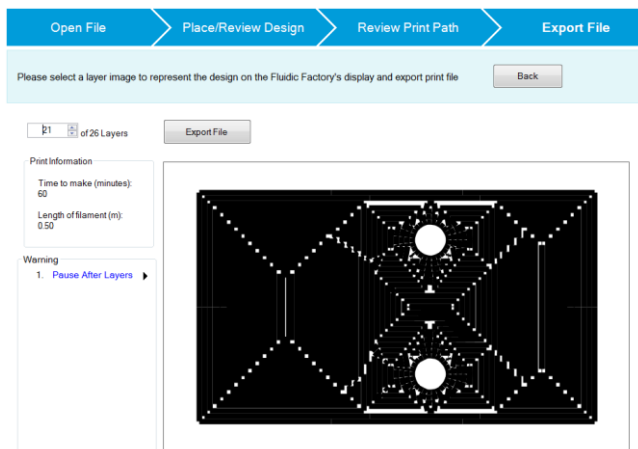 Open File
Place/Review Design
Review Print Path
Export File
Please select a layer image to represent the design on the Fluidic Factory's display and export print file
Back
21 of 26 Layers
Export File
Print Information
Time to make (minutes):
60
Length of filament (m):
0.50
Warning
1. Pause After Layers